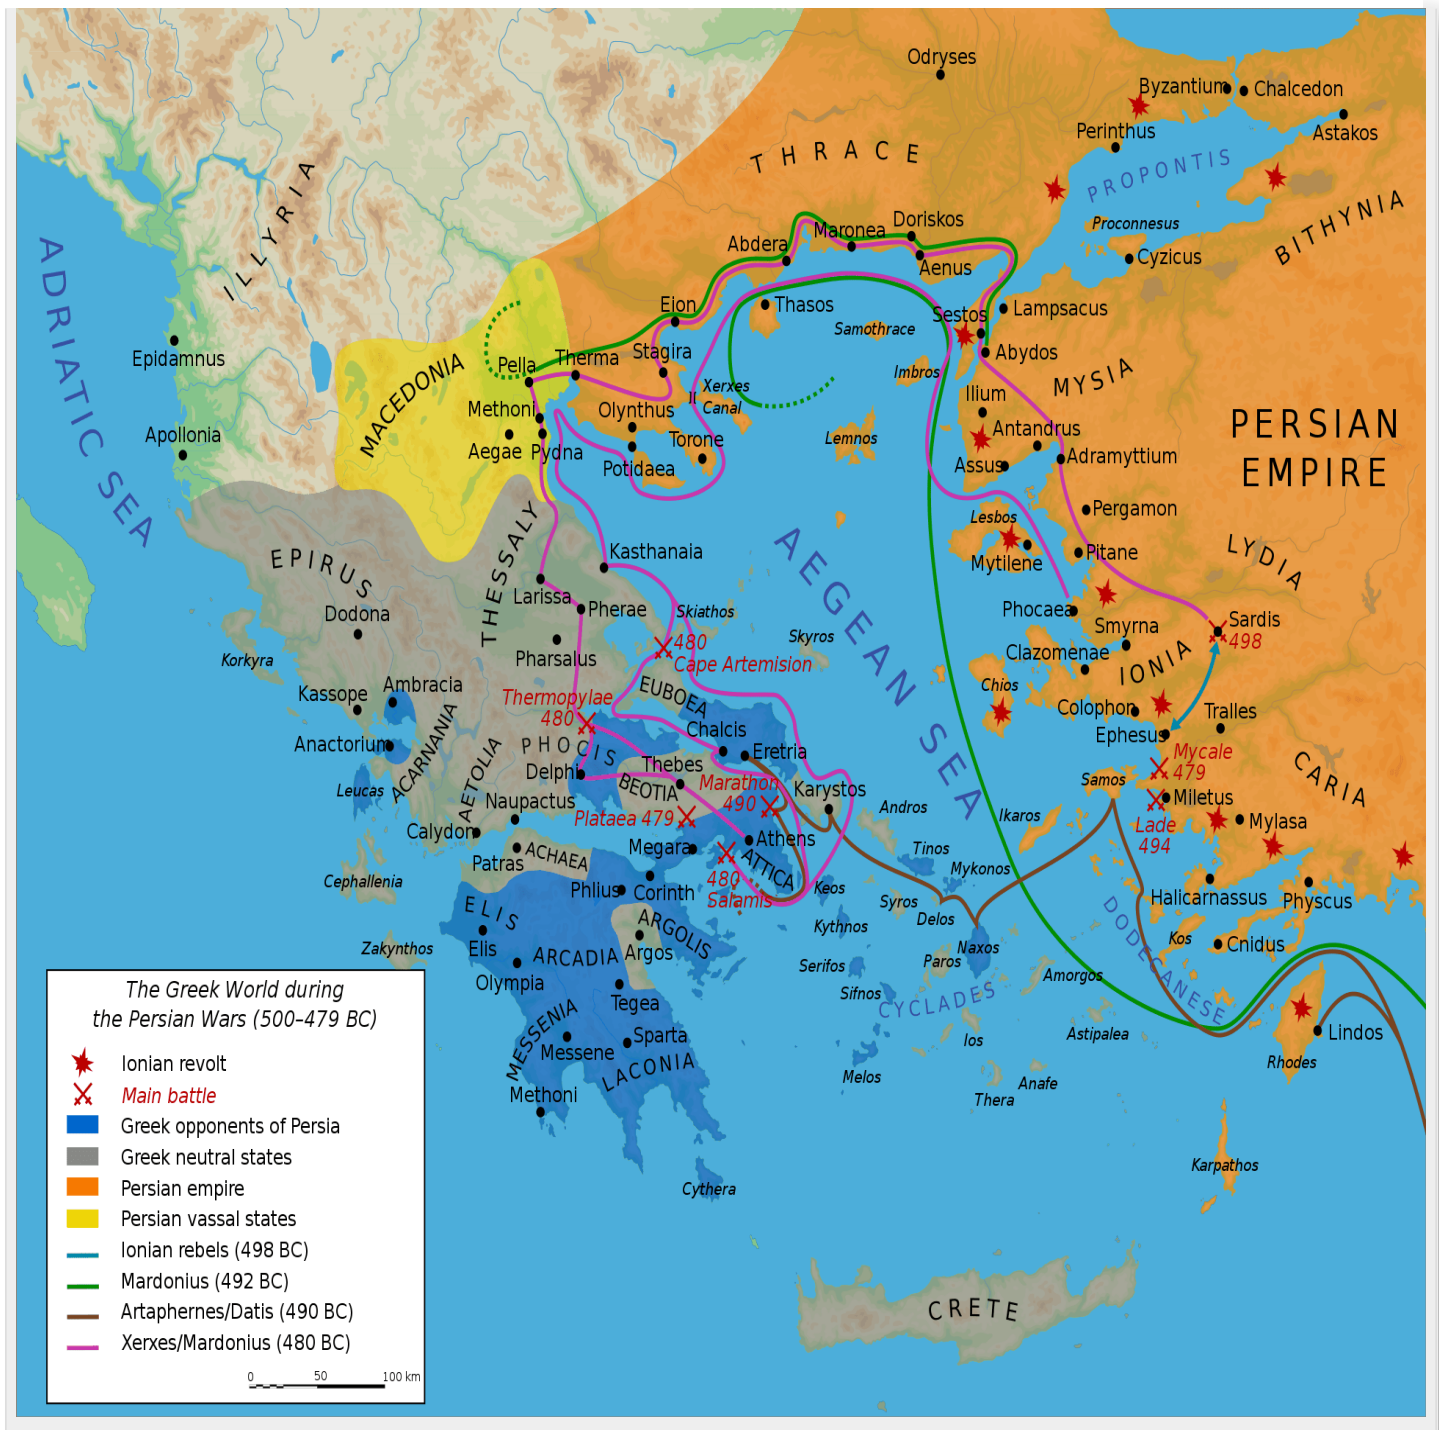 Odryses
Byzantium
Chalcedon
Astakos
Perinthus
THRACE
PROPONTIS
BITHYNIA
Proconnesus
Cyzicus
Doriskos
Maronea
Abdera
Aenus
ILLYRIA
ADRIATIC SEA
Eion
Thasos
Samothrace
Sestos
Lampsacus
Abydos
Imbros
MYSIA
Epidamnus
Pella
Therma
Stagira
Xerxes
Canal
Ilium
PERSIAN
EMPIRE
MACEDONIA
Methoni
Olynthus
Torone
Lemnos
Antandrus
Apollonia
Aegae
Pydna
Potidaea
Assus
Adramyttium
Pergamon
Lesbos
Mytilene
Pitane
LYDIA
AEGEAN SEA
EPIRUS
THESSALY
Kasthanaia
Dodona
Larissa
Pherae
Skiathos
Phocaea
Smyrna
Sardis
498
Korkyra
Pharsalus
480
Cape Artemision
Skyros
Clazomenae
IONIA
Kassope
Ambracia
Thermopylae
480
EUBOEA
Chios
Colophon
Tralles
Anactorium
ACARNANIA
AETOLIA
PHOCIS
Chalcis
Eretria
Ephesus
Mycale
479
CARIA
Delphi
Thebes
BEOTIA
Marathon
490
Karystos
Samos
Leucas
Naupactus
Plataea 479
Andros
Ikaros
Miletus
Lade
494
Mylasa
Calydon
Patras
ACHAEA
Megara
Athens
ATTICA
Tinos
Mykonos
Cephallenia
Phlius
Corinth
480
Salamis
Keos
Syros
Delos
Halicarnassus
Physcus
ELIS
Elis
ARGOLIS
Argos
Kythnos
DODECANESE
Kos
Cnidus
Zakynthos
ARCADIA
Olympia
Tegea
Serifos
Sifnos
Paros
Naxos
CYCLADES
Amorgos
MESSENIA
Messene
Sparta
LACONIA
Ios
Astipalea
Lindos
Rhodes
Methoni
Melos
Thera
Anafe
Cythera
Karpathos
CRETE
The Greek World during
the Persian Wars (500–479 BC)
Ionian revolt
Main battle
Greek opponents of Persia
Greek neutral states
Persian empire
Persian vassal states
Ionian rebels (498 BC)
Mardonius (492 BC)
Artaphernes/Datis (490 BC)
Xerxes/Mardonius (480 BC)
0 50 100 km